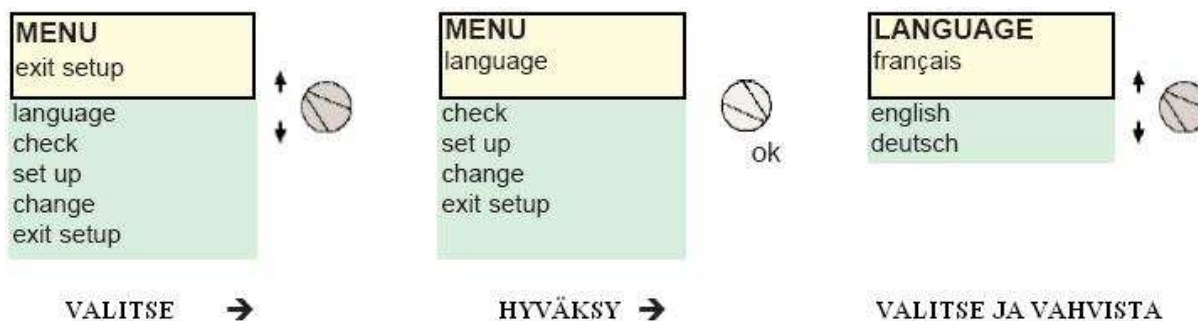 MENU
exit setup
language
check
set up
change
exit setup
VALITSE →
MENU
language
check
set up
change
exit setup
ok
HYVÄKSY →
LANGUAGE
français
english
deutsch
VALITSE JA VAHVISTA